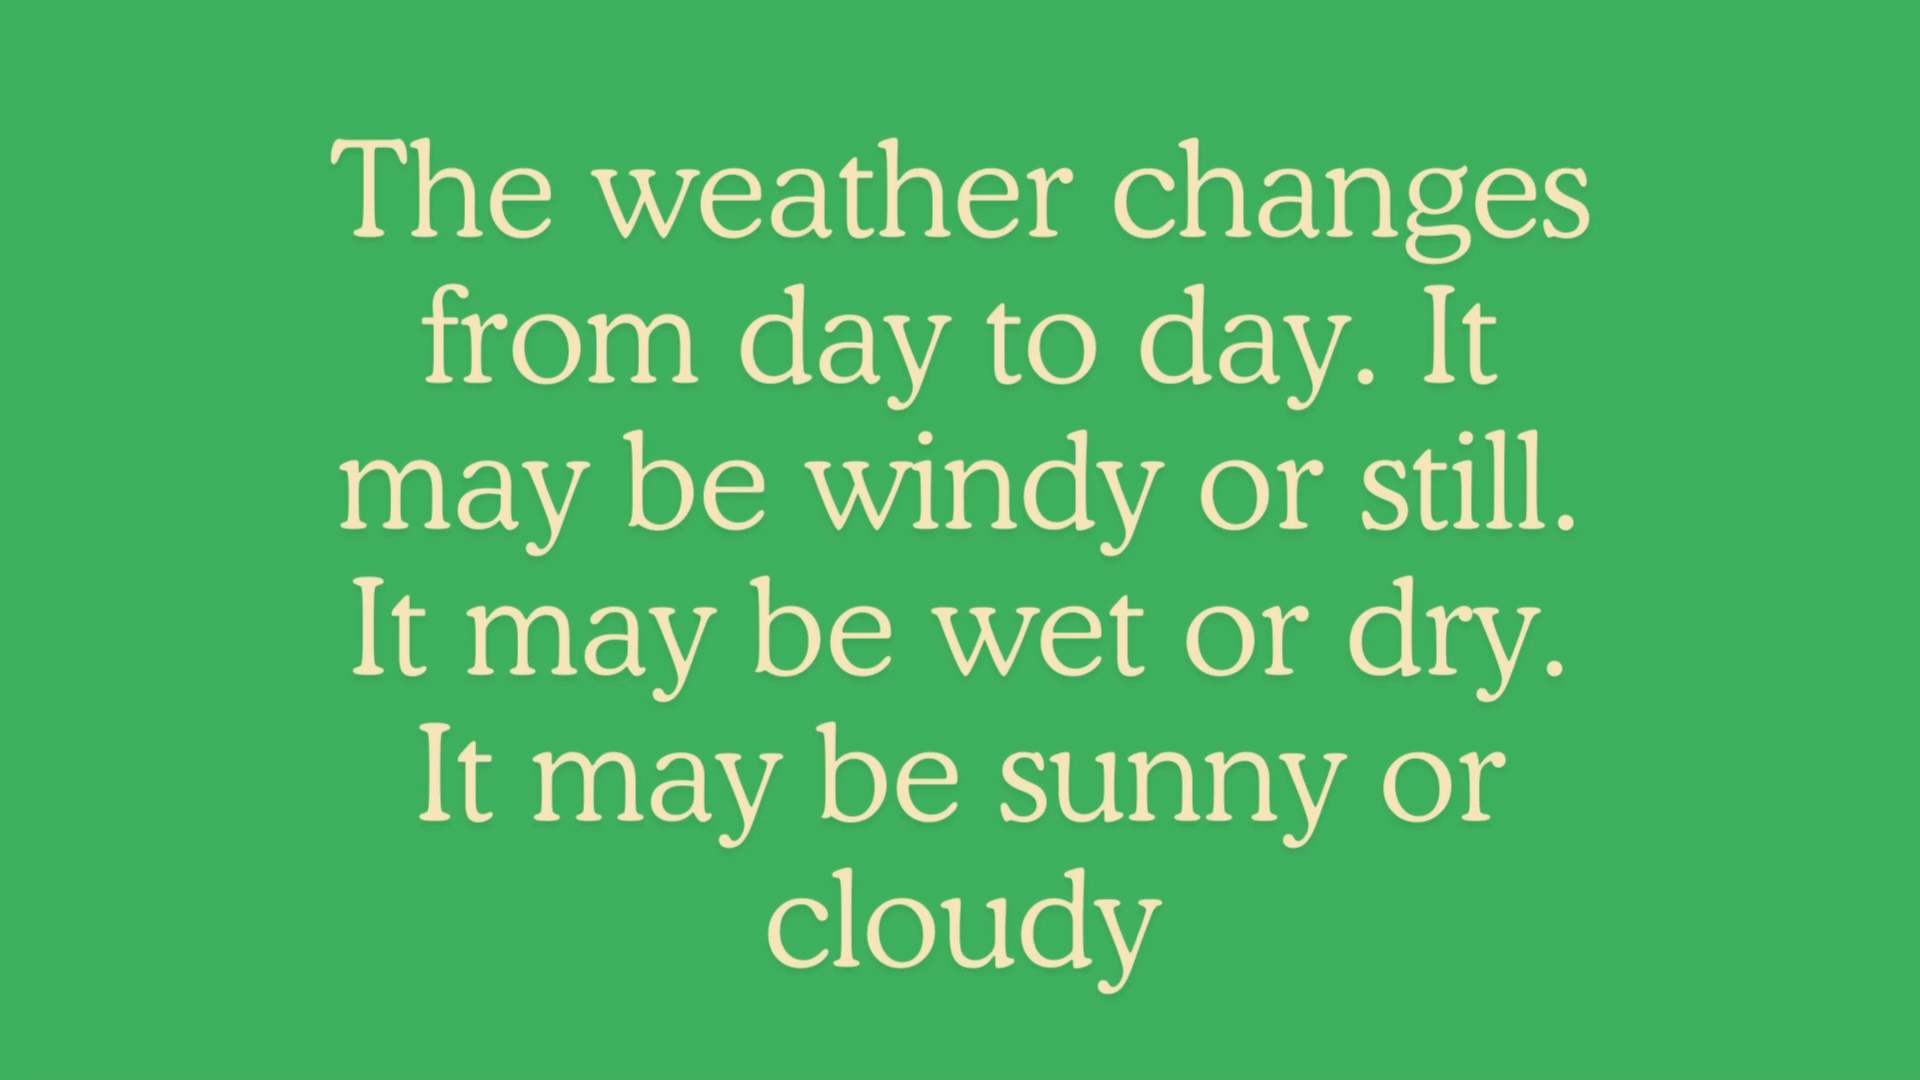 The weather changes
from day to day. It
may be windy or still.
It may be wet or dry.
It may be sunny or
cloudy